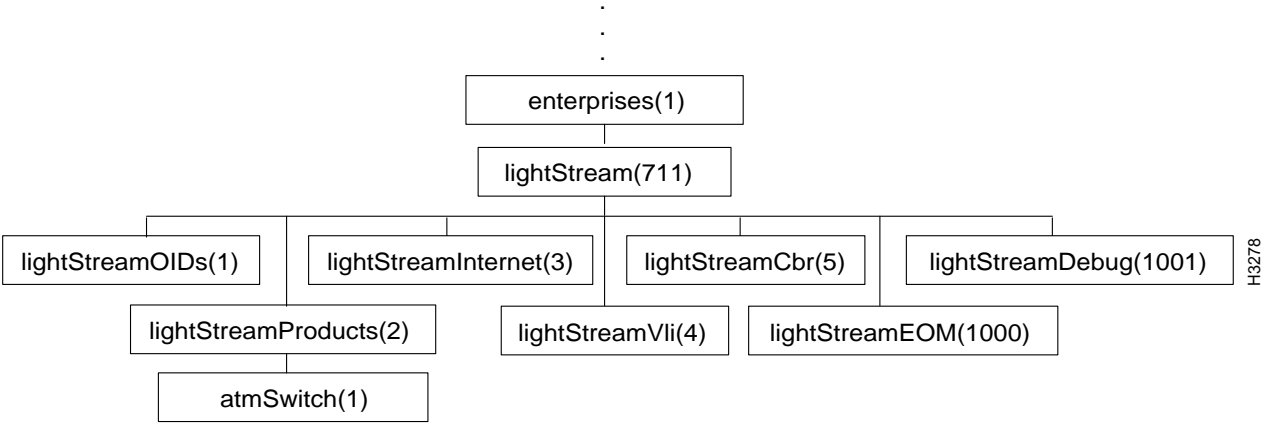 .
.
.
enterprises(1)
lightStream(711)
lightStreamOIDs(1)
lightStreamInternet(3)
lightStreamCbr(5)
lightStreamDebug(1001)
lightStreamProducts(2)
lightStreamVli(4)
lightStreamEOM(1000)
atmSwitch(1)
H3278